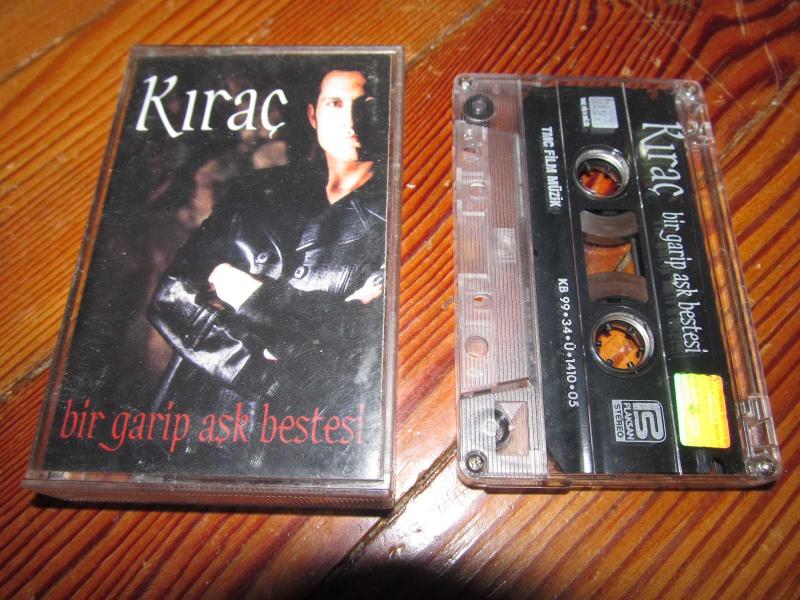 Kıraç
bir garip aşk bestesi
Kıraç bir garip aşk bestesi
TMC FİLM MÜZİK
KB 99•34•Ü•1410•05
PLAKSAN
STEREO